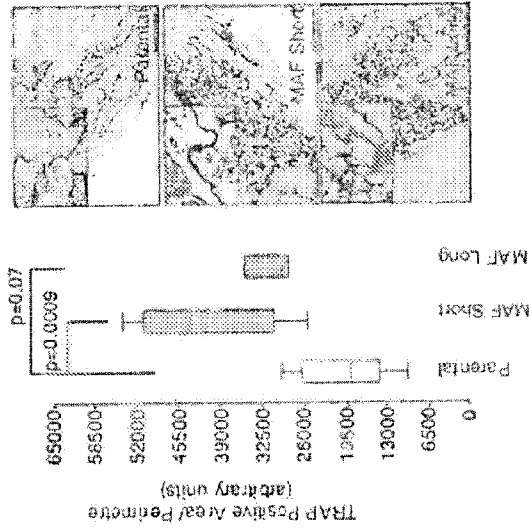 TRAP Positive Area/ Perimetre
(arbitrary units)
65000
58500
52000
45500
39000
32500
26000
19500
13000
6500
0
p=0.07
p=0.0009
Parental
MAF Short
MAF Long
Parental
MAF Short
MAF Long